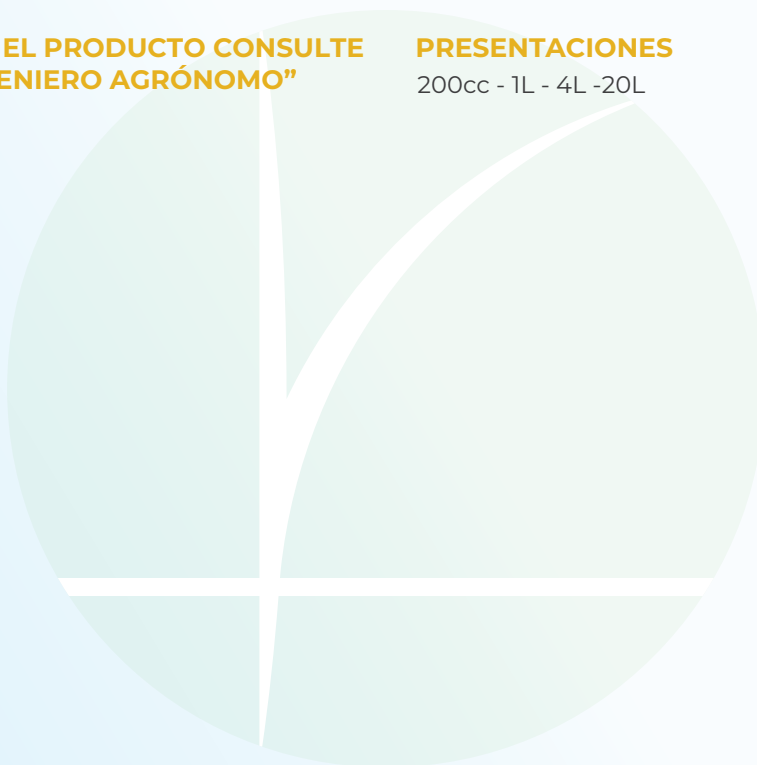 EL PRODUCTO CONSULTE
ENIERO AGRÓNOMO”
PRESENTACIONES
200cc - 1L - 4L -20L